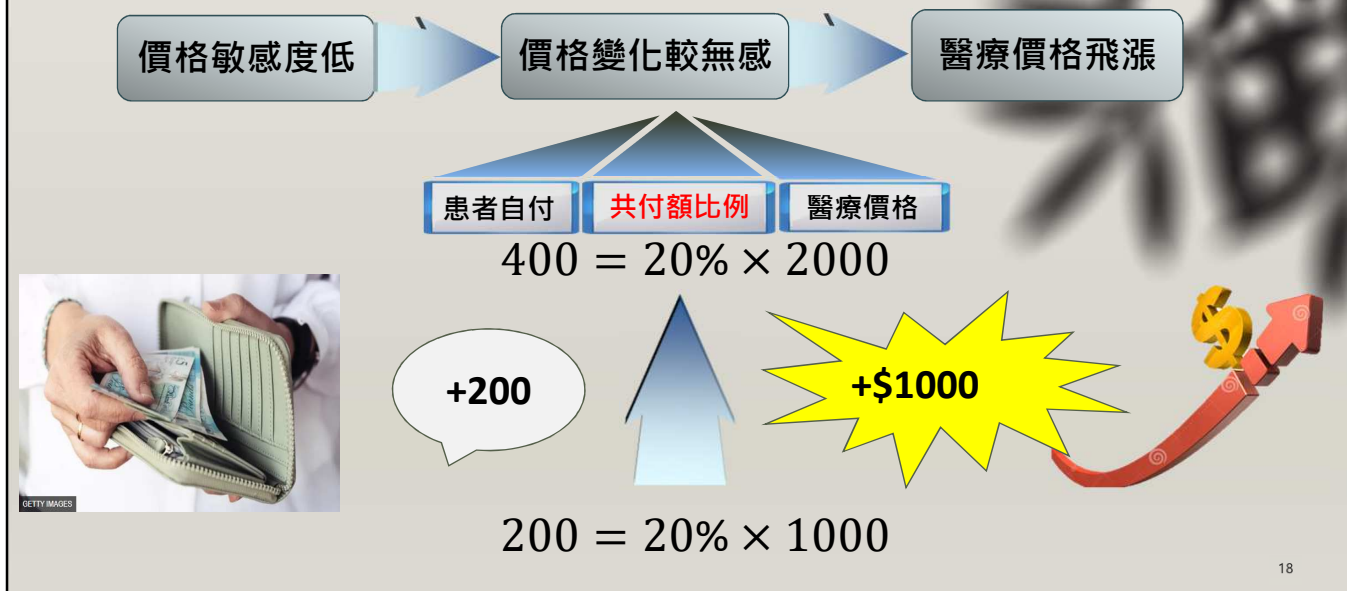 價格敏感度低
價格變化較無感
醫療價格飛漲
患者自付
共付額比例
醫療價格
400 = 20% × 2000
+200
+$1000
GETTY IMAGES
200 = 20% × 1000
18